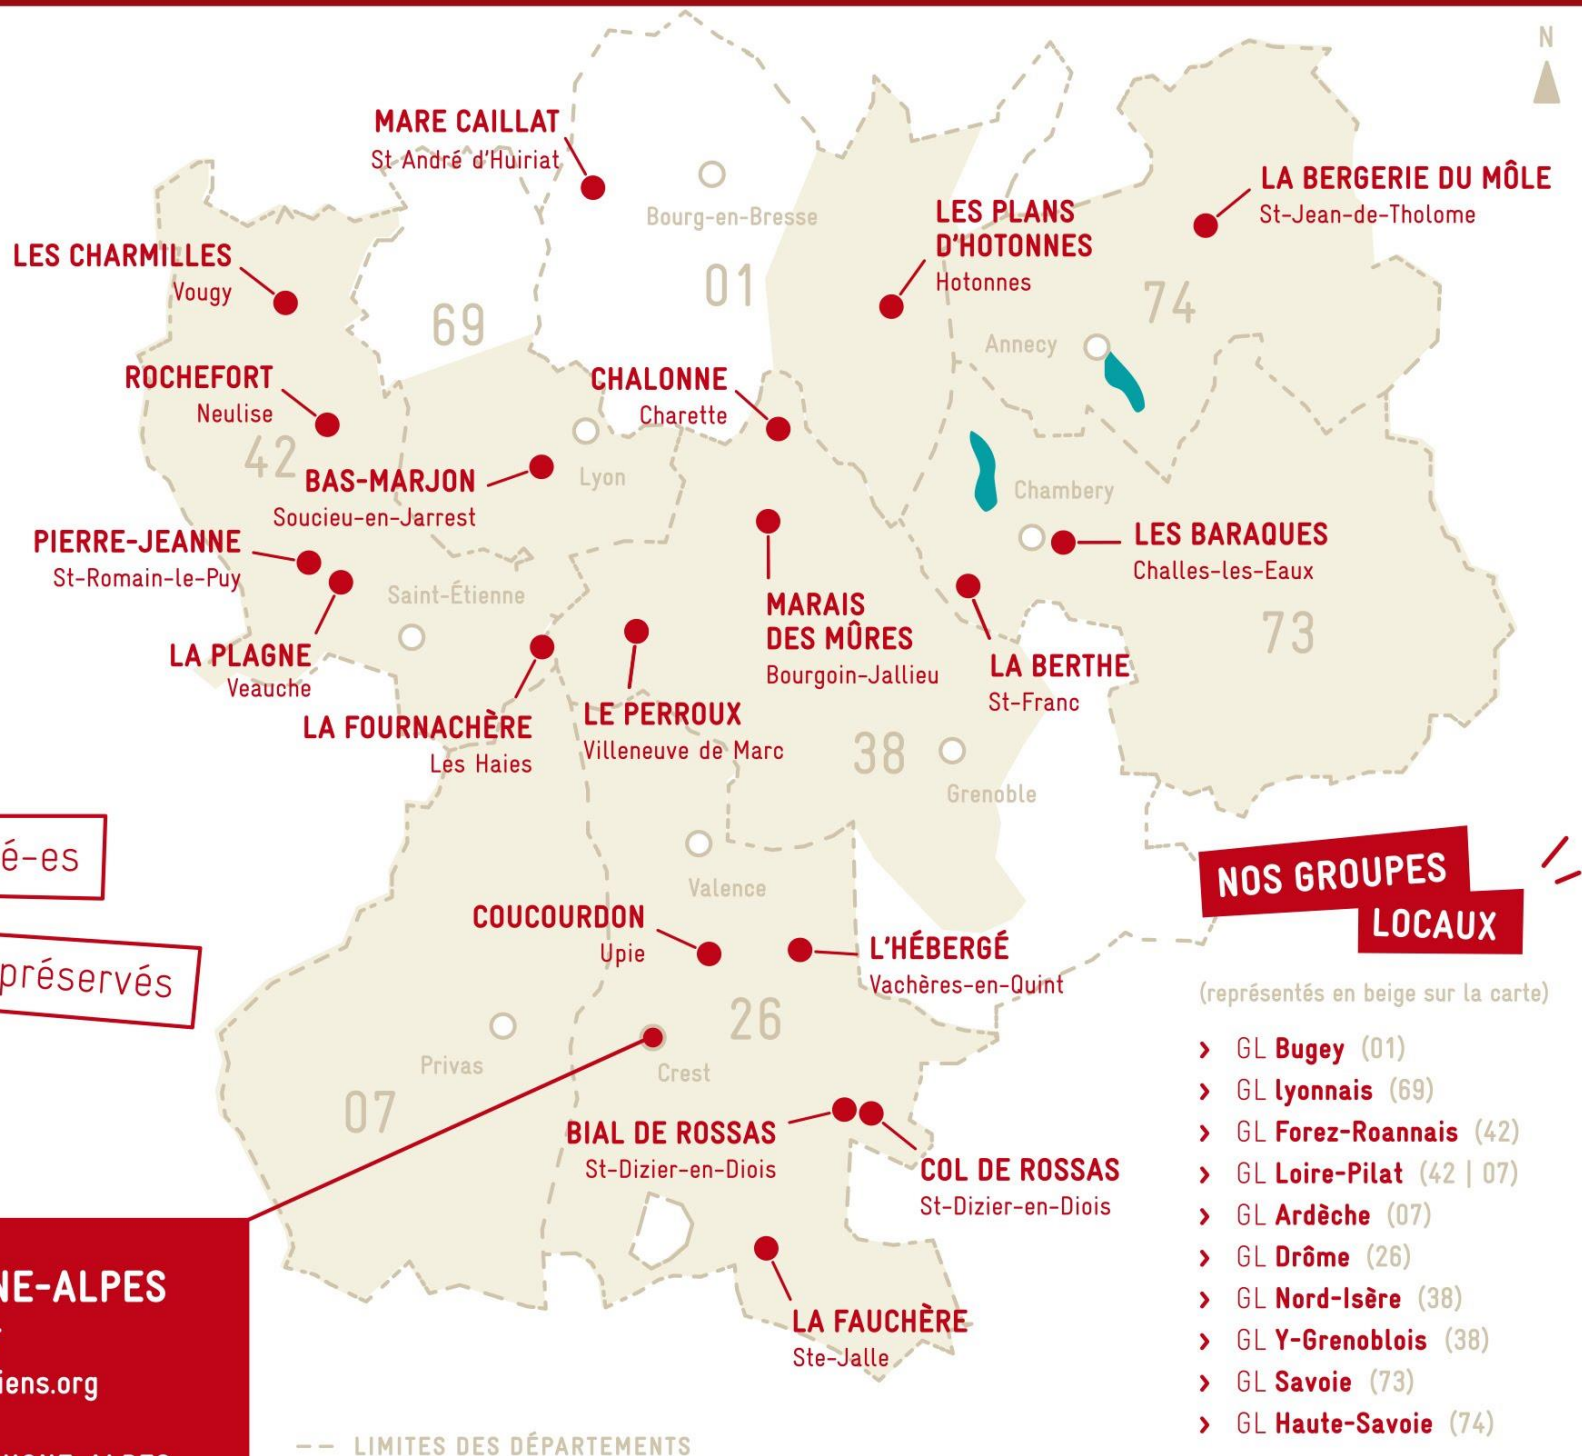 N
MARE CAILLAT
St André d'Huiriat
Bourg-en-Bresse
01
LES PLANS
D'HOTONNES
Hotonnes
LA BERGERIE DU MÔLE
St-Jean-de-Tholome
74
Annecy
LES CHARMILLES
Vougy
69
ROCHEFORT
Neulise
42
CHALONNE
Charette
BAS-MARJON
Soucieu-en-Jarrest
Lyon
Chambery
LES BARAQUES
Challes-les-Eaux
73
PIERRE-JEANNE
St-Romain-le-Puy
Saint-Étienne
MARAIS
DES MÛRES
Bourgoin-Jallieu
LA BERTHE
St-Franc
LA PLAGNE
Veauche
LA FOURNACHÈRE
Les Haies
LE PERROUX
Villeneuve de Marc
38
Grenoble
é-es
préservés
Valence
COUCOURDON
Upie
L'HÉBERGÉ
Vachères-en-Quint
26
Privas
Crest
07
BIAL DE ROSSAS
St-Dizier-en-Diois
COL DE ROSSAS
St-Dizier-en-Diois
LA FAUCHÈRE
Ste-Jalle
NOS GROUPES
LOCAUX
(représentés en beige sur la carte)
> GL Bugey (01)
> GL lyonnais (69)
> GL Forez-Roannais (42)
> GL Loire-Pilat (42 | 07)
> GL Ardèche (07)
> GL Drôme (26)
> GL Nord-Isère (38)
> GL Y-Grenoblois (38)
> GL Savoie (73)
> GL Haute-Savoie (74)
NE-ALPES
iens.org
-- LIMITES DES DÉPARTEMENTS